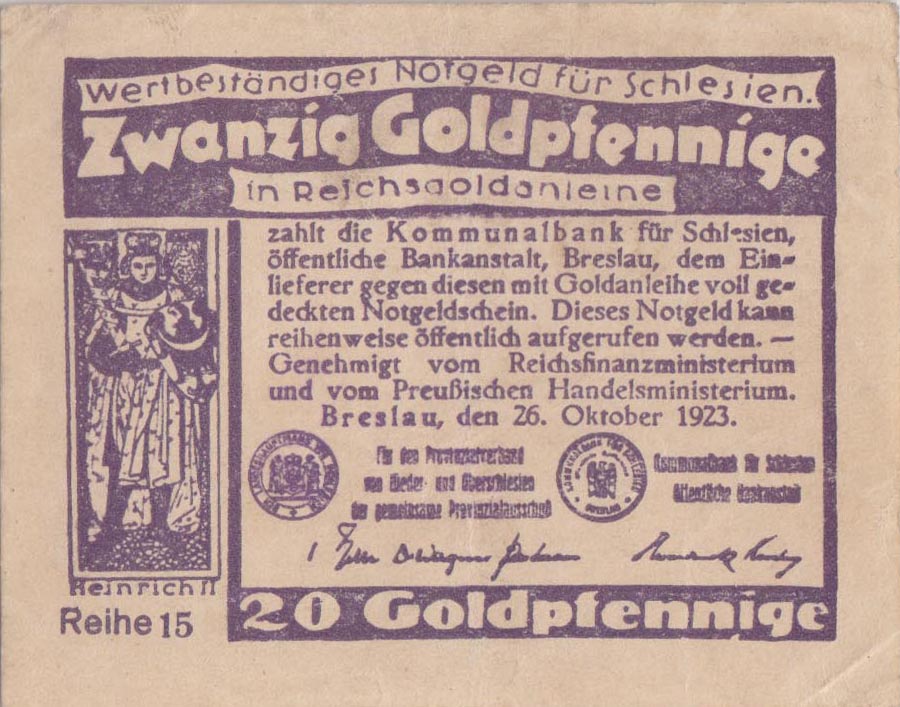 Wertbeständiges Notgeld für Schlesien.
Zwanzig Goldpfennige
in Reichsgoldanleihe
zahlt die Kommunalbank für Schlesien,
öffentliche Bankanstalt, Breslau, dem Ein-
lieferer gegen diesen mit Goldanleihe voll ge-
deckten Notgeldschein. Dieses Notgeld kann
reihenweise öffentlich aufgerufen werden. —
Genehmigt vom Reichsfinanzministerium
und vom Preußischen Handelsministerium.
Breslau, den 26. Oktober 1923.
Für den Provinzialverband
von Nieder- und Oberschlesien
der gemeinsame Provinzialausschuß
Kommunalbank für Schlesien
öffentliche Bankanstalt
Heinrich II
Reihe 15
20 Goldpfennige